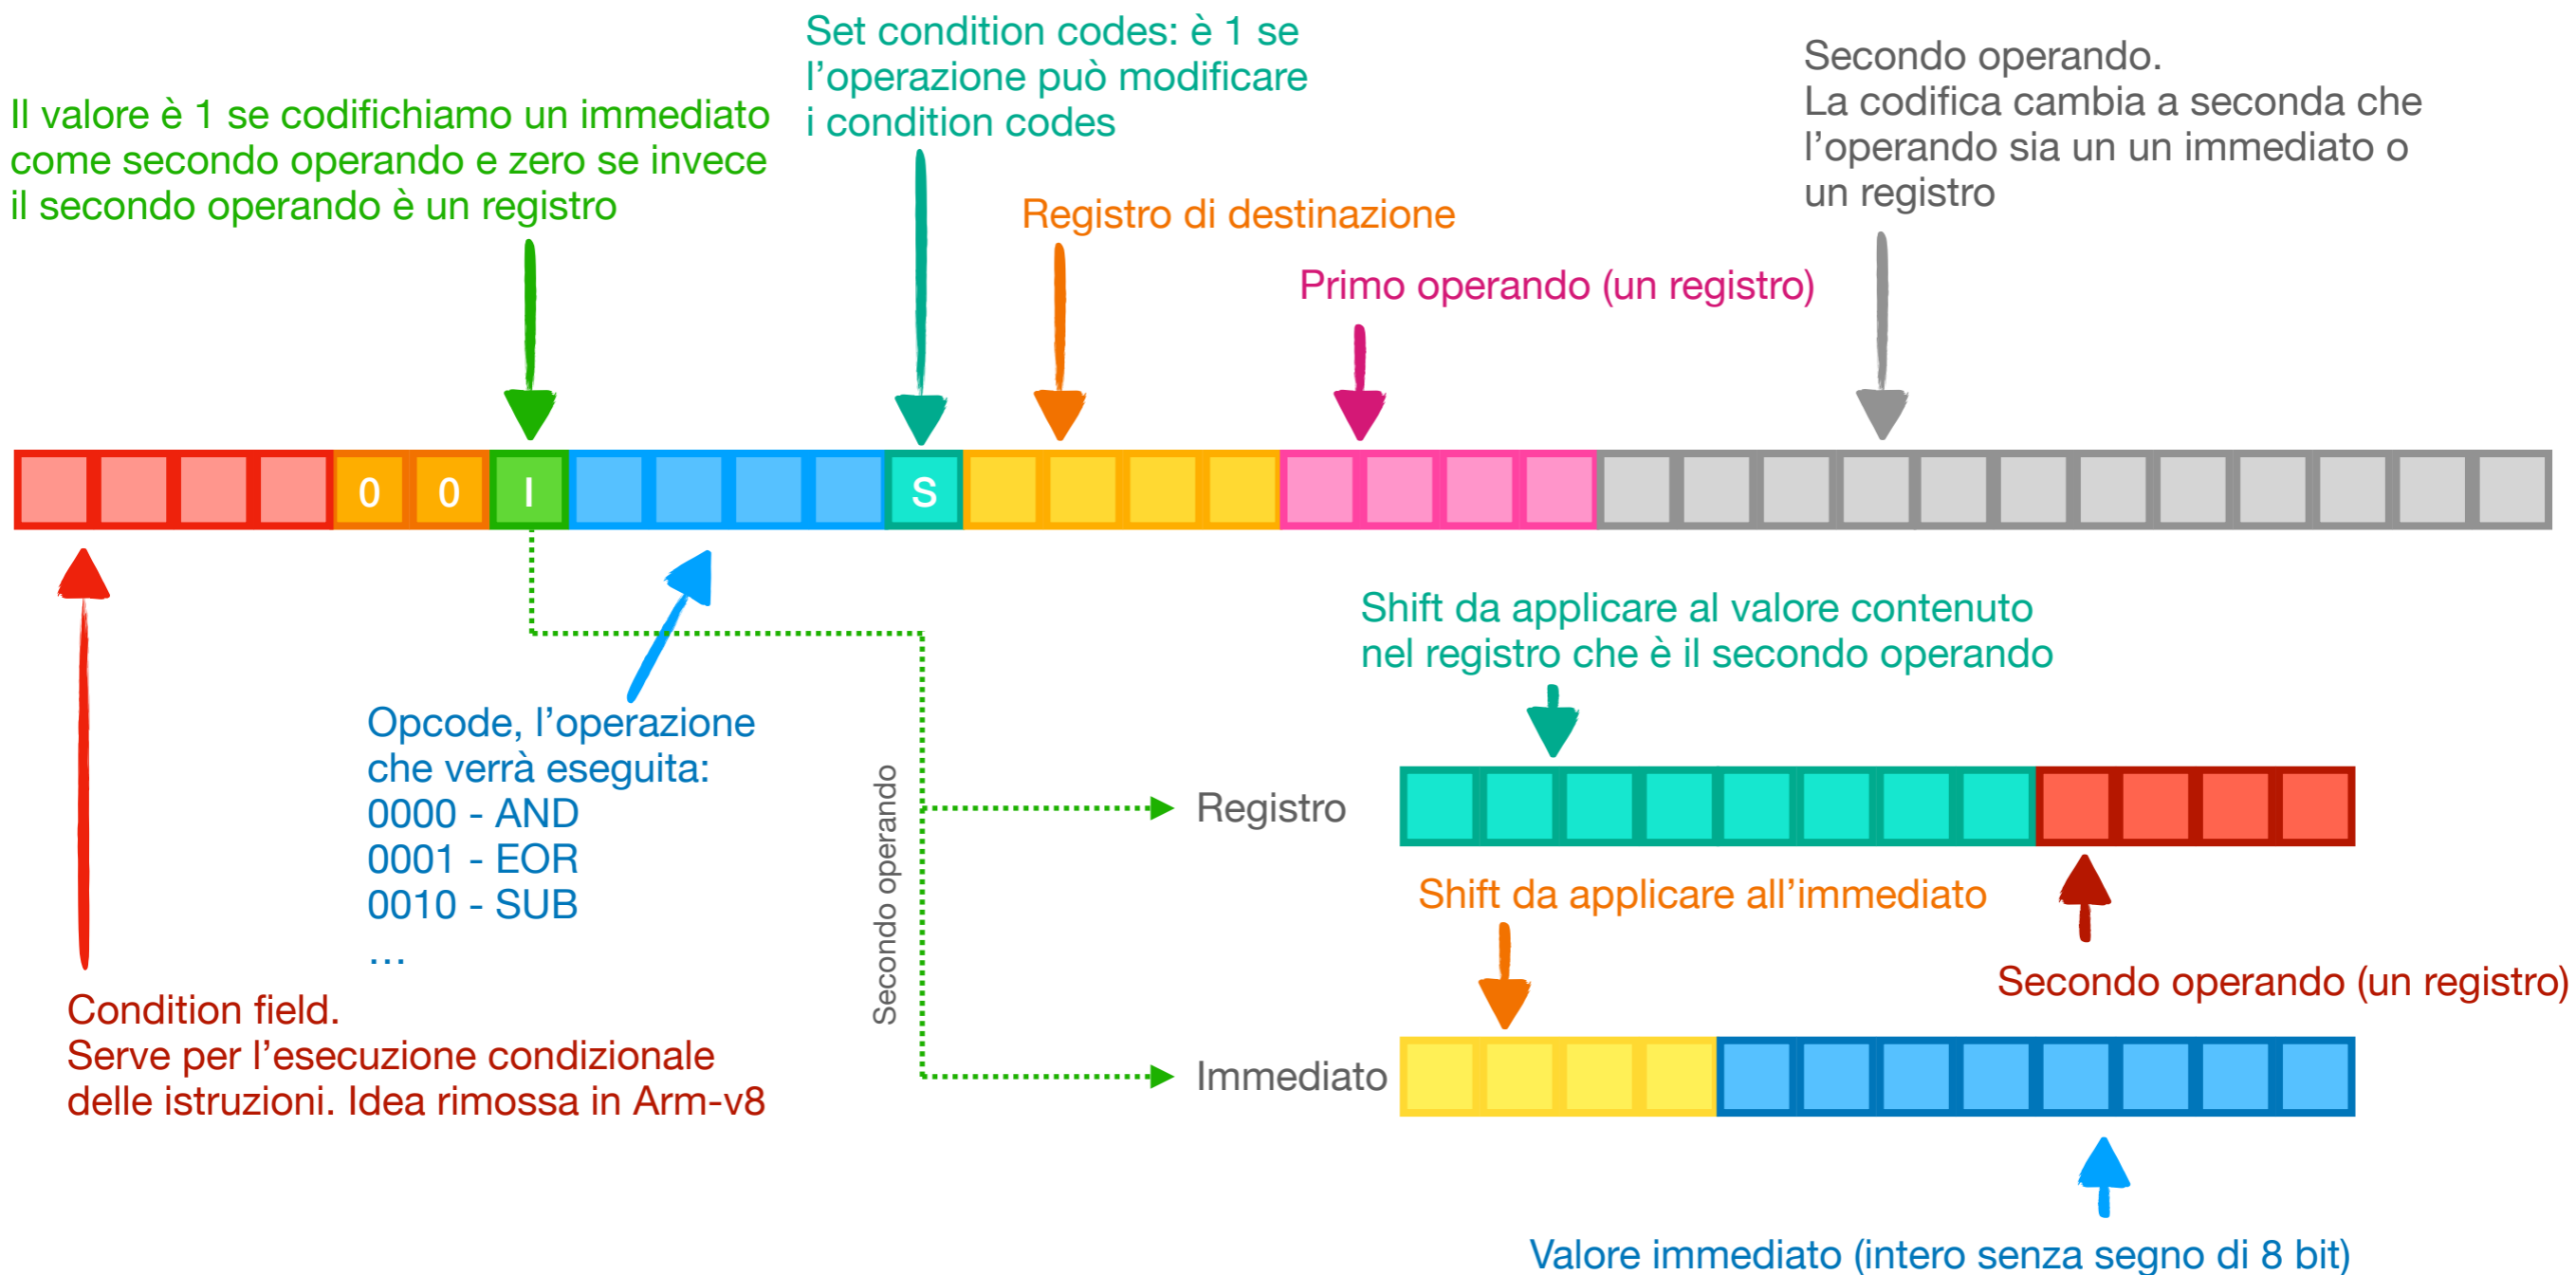 Set condition codes: è 1 se
l’operazione può modificare
i condition codes
Secondo operando.
La codifica cambia a seconda che
l’operando sia un un immediato o
un registro
Il valore è 1 se codifichiamo un immediato
come secondo operando e zero se invece
il secondo operando è un registro
Registro di destinazione
Primo operando (un registro)
0 0 I S
Shift da applicare al valore contenuto
nel registro che è il secondo operando
Opcode, l’operazione
che verrà eseguita:
0000 - AND
0001 - EOR
0010 - SUB
…
Secondo operando
Registro
Shift da applicare all’immediato
Secondo operando (un registro)
Condition field.
Serve per l’esecuzione condizionale
delle istruzioni. Idea rimossa in Arm-v8
Immediato
Valore immediato (intero senza segno di 8 bit)